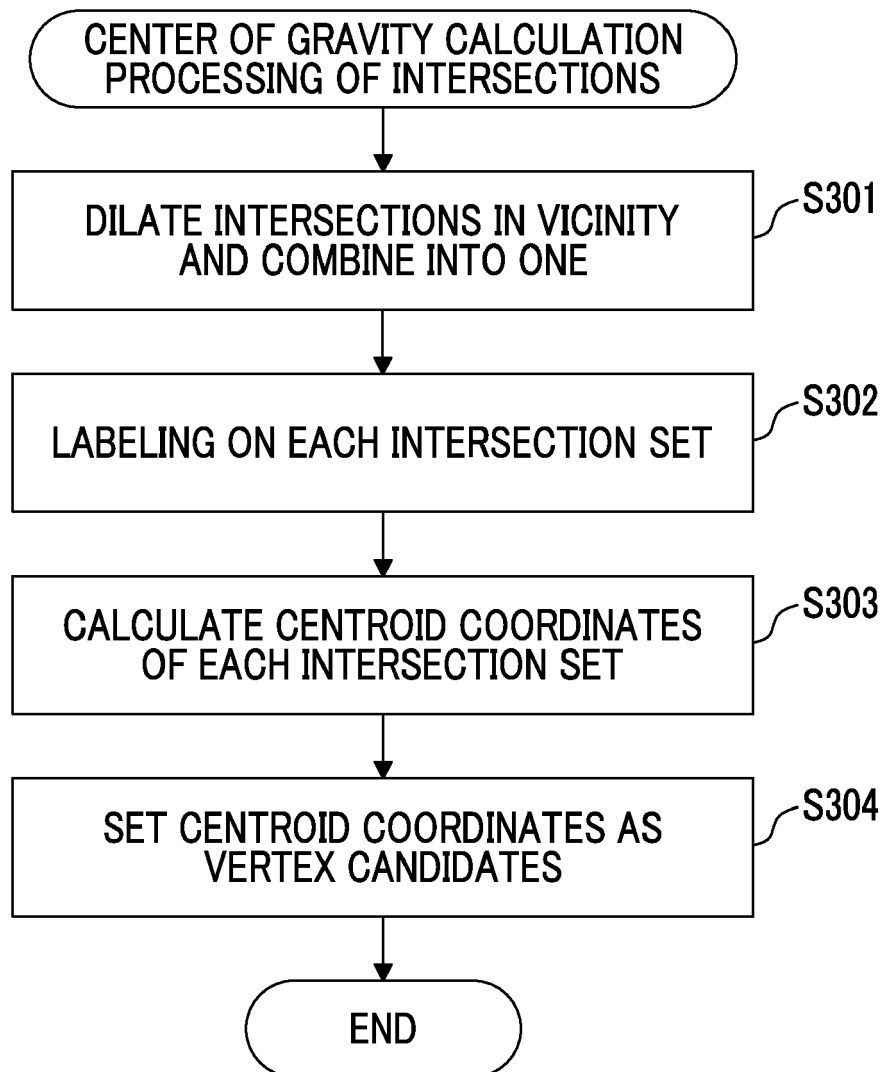 CENTER OF GRAVITY CALCULATION
PROCESSING OF INTERSECTIONS
S301
DILATE INTERSECTIONS IN VICINITY
AND COMBINE INTO ONE
S302
LABELING ON EACH INTERSECTION SET
S303
CALCULATE CENTROID COORDINATES
OF EACH INTERSECTION SET
S304
SET CENTROID COORDINATES AS
VERTEX CANDIDATES
END